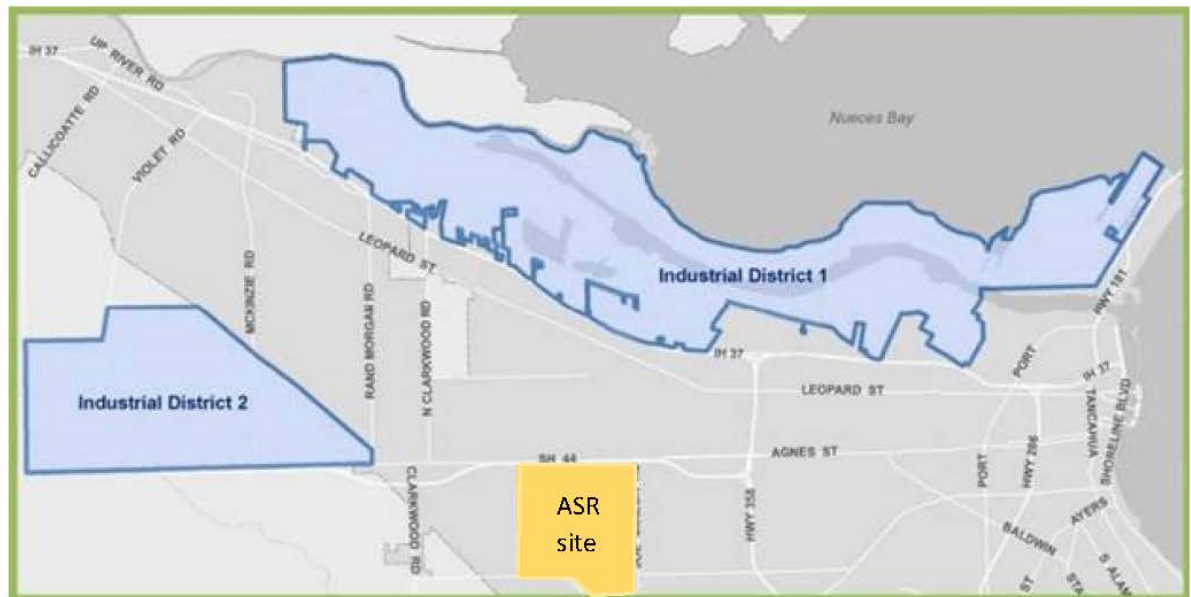 IH 37
UP RIVER RD
CALLICOATTE RD
VIOLET RD
Nueces Bay
MCKINZIE RD
LEOPARD ST
RAND MORGAN RD
N CLARKWOOD RD
Industrial District 1
HWY 181
IH 37
PORT
IH 37
LEOPARD ST
Industrial District 2
TANCAHUA
SHORELINE BLVD
SH 44
AGNES ST
PORT
HWY 286
CLARKWOOD RD
ASR
site
HWY 358
BALDWIN
AYERS
S ALAM
ST
STA